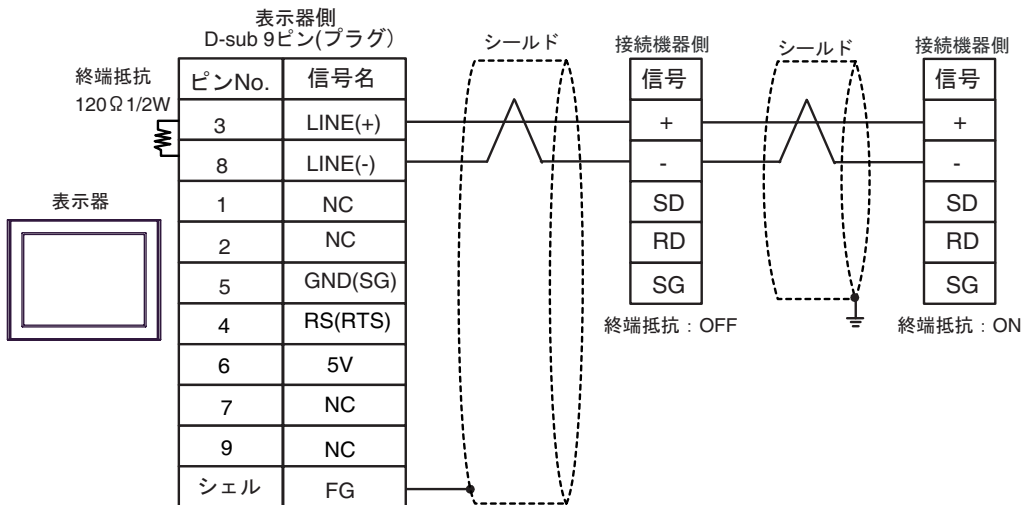 表示器側
D-sub 9ピン(プラグ)
シールド
接続機器側
シールド
接続機器側
終端抵抗
120Ω1/2W
ピンNo. 信号名
3 LINE(+)
8 LINE(-)
1 NC
2 NC
5 GND(SG)
4 RS(RTS)
6 5V
7 NC
9 NC
シェル FG
表示器
信号
+
-
SD
RD
SG
終端抵抗：OFF
信号
+
-
SD
RD
SG
終端抵抗：ON